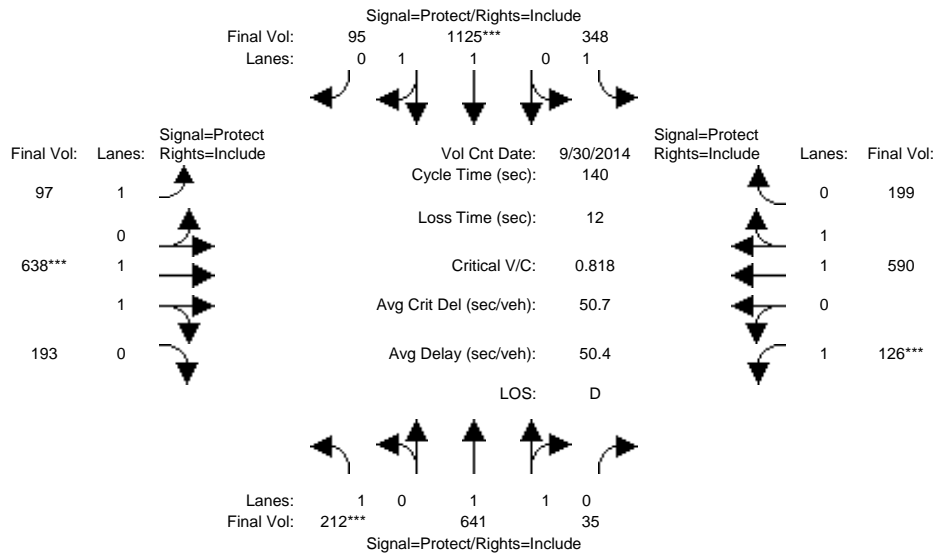 Signal=Protect/Rights=Include
Final Vol: 95 1125*** 348
Lanes: 0 1 1 0 1
Signal=Protect Signal=Protect
Final Vol: Lanes: Rights=Include Vol Cnt Date: 9/30/2014 Rights=Include Lanes: Final Vol:
Cycle Time (sec): 140
97 1 0 199
Loss Time (sec): 12
0 1
638*** 1 Critical V/C: 0.818 1 590
1 Avg Crit Del (sec/veh): 50.7 0
193 0 Avg Delay (sec/veh): 50.4 1 126***
LOS: D
Lanes: 1 0 1 1 0
Final Vol: 212*** 641 35
Signal=Protect/Rights=Include